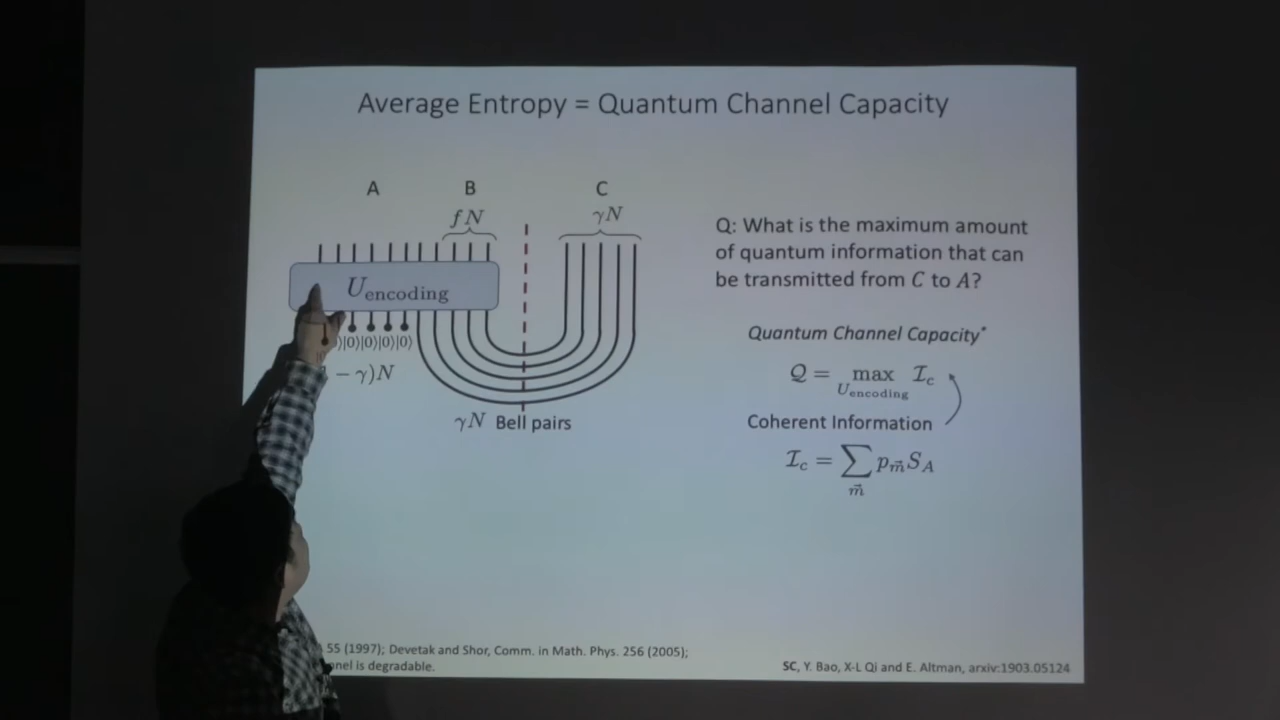 Average Entropy = Quantum Channel Capacity
A B C
fN γN
U_encoding
⟩|0⟩|0⟩|0⟩|0⟩
− γ)N
γN Bell pairs
Q: What is the maximum amount
of quantum information that can
be transmitted from C to A?
Quantum Channel Capacity*
Q = max I_c
U_encoding
Coherent Information
I_c = ∑ p_m⃗ S_A
m⃗
55 (1997); Devetak and Shor, Comm. in Math. Phys. 256 (2005);
nel is degradable.
SC, Y. Bao, X-L Qi and E. Altman, arxiv:1903.05124